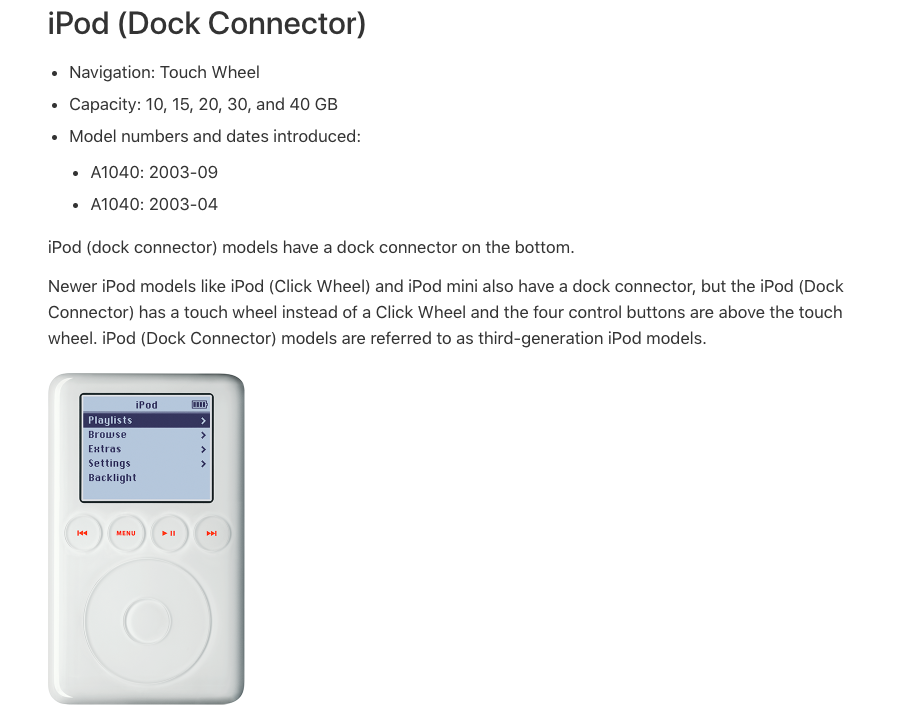 iPod (Dock Connector)
Navigation: Touch Wheel
Capacity: 10, 15, 20, 30, and 40 GB
Model numbers and dates introduced:
A1040: 2003-09
A1040: 2003-04
iPod (dock connector) models have a dock connector on the bottom.
Newer iPod models like iPod (Click Wheel) and iPod mini also have a dock connector, but the iPod (Dock
Connector) has a touch wheel instead of a Click Wheel and the four control buttons are above the touch
wheel. iPod (Dock Connector) models are referred to as third-generation iPod models.
iPod
Playlists
Browse
Extras
Settings
Backlight
MENU